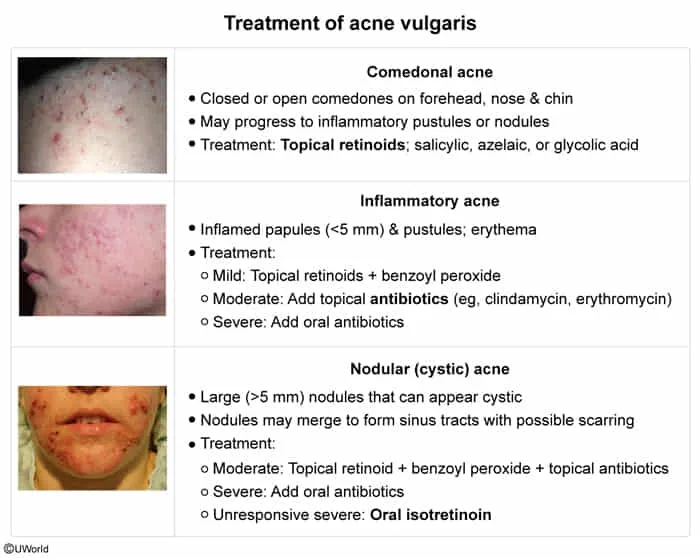 Treatment of acne vulgaris
Comedonal acne
• Closed or open comedones on forehead, nose & chin
• May progress to inflammatory pustules or nodules
• Treatment: Topical retinoids; salicylic, azelaic, or glycolic acid
Inflammatory acne
• Inflamed papules (<5 mm) & pustules; erythema
• Treatment:
○ Mild: Topical retinoids + benzoyl peroxide
○ Moderate: Add topical antibiotics (eg, clindamycin, erythromycin)
○ Severe: Add oral antibiotics
Nodular (cystic) acne
• Large (>5 mm) nodules that can appear cystic
• Nodules may merge to form sinus tracts with possible scarring
• Treatment:
○ Moderate: Topical retinoid + benzoyl peroxide + topical antibiotics
○ Severe: Add oral antibiotics
○ Unresponsive severe: Oral isotretinoin
©UWorld